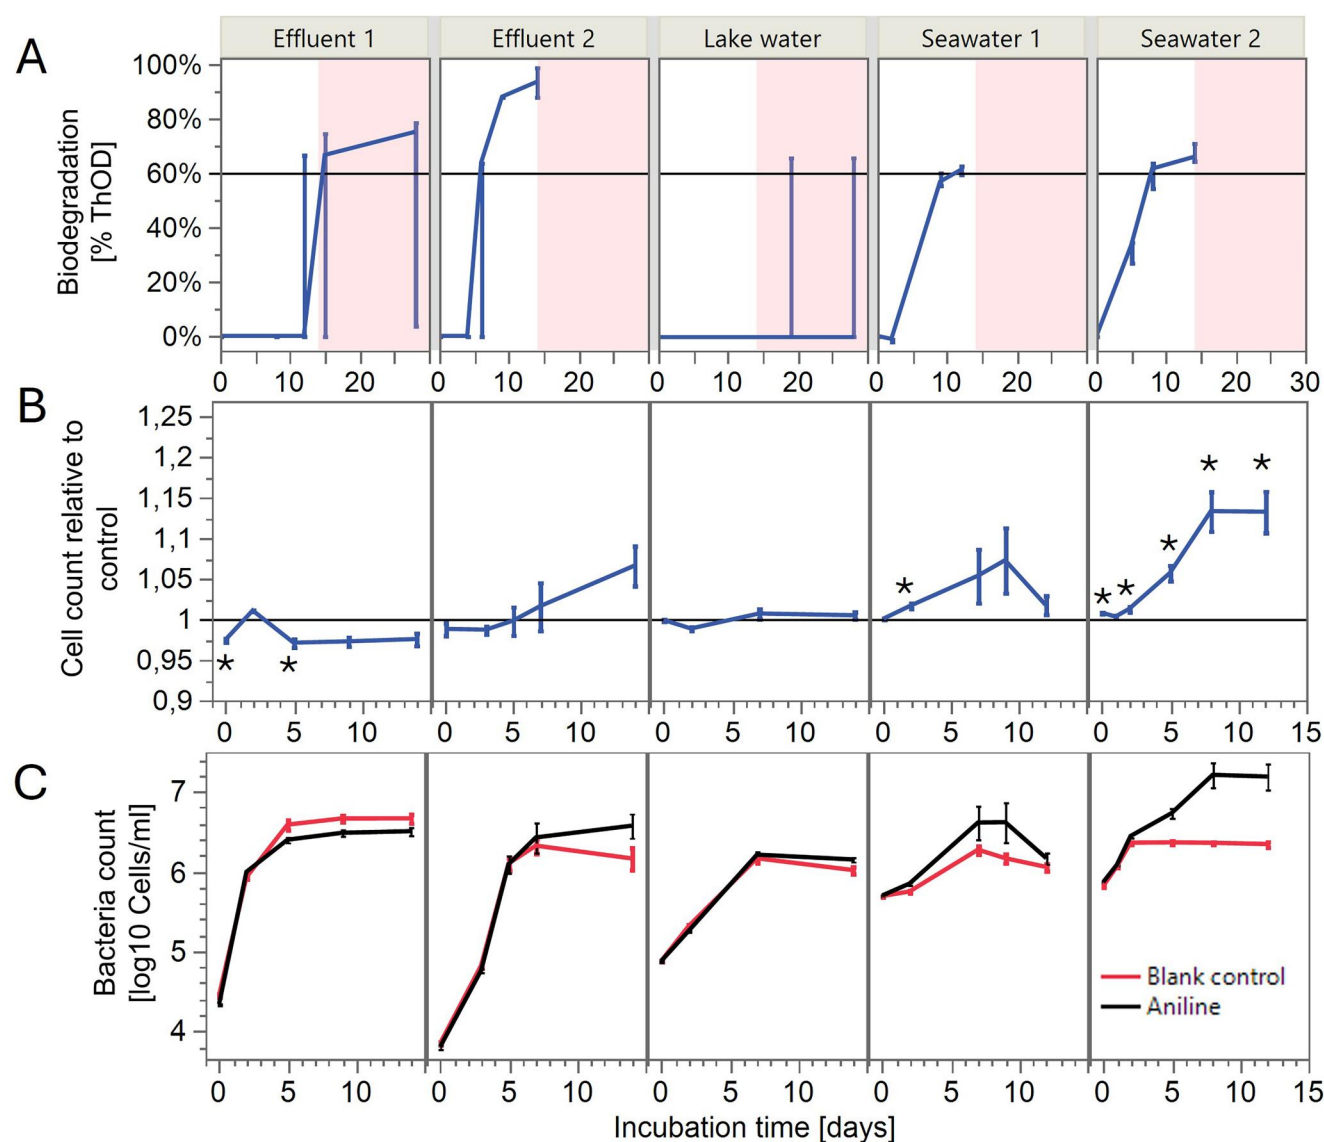 A
Effluent 1 Effluent 2 Lake water Seawater 1 Seawater 2
Biodegradation
[% ThOD]
100%
80%
60%
40%
20%
0%
0 10 20 0 10 20 0 10 20 0 10 20 0 10 20 30
B
Cell count relative to
control
1,25
1,2
1,15
1,1
1,05
1
0,95
0,9
* *
*
* * * * *
0 5 10 0 5 10 0 5 10 0 5 10 0 5 10 15
C
Bacteria count
[log10 Cells/ml]
7
6
5
4
Blank control
Aniline
0 5 10 0 5 10 0 5 10 0 5 10 0 5 10 15
Incubation time [days]